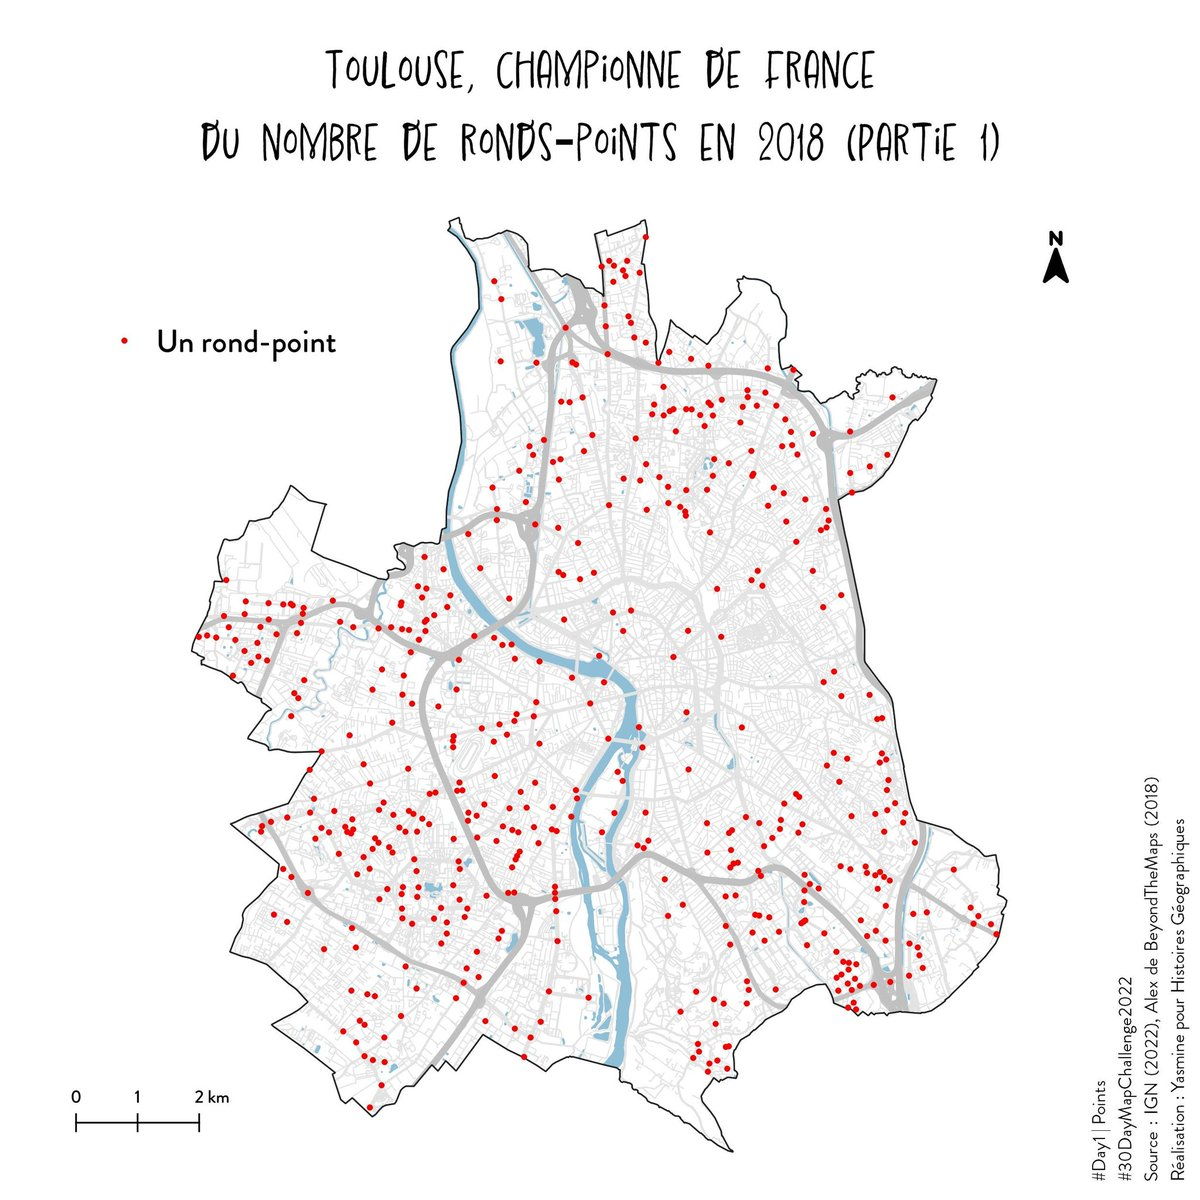 TOULOUSE, CHAMPIONNE DE FRANCE
DU NOMBRE DE RONDS-POINTS EN 2018 (PARTIE 1)
N
Un rond-point
0 1 2 km
#Day1 | Points
#30DayMapChallenge2022
Source : IGN (2022), Alex de BeyondTheMaps (2018)
Réalisation : Yasmine pour Histoires Géographiques